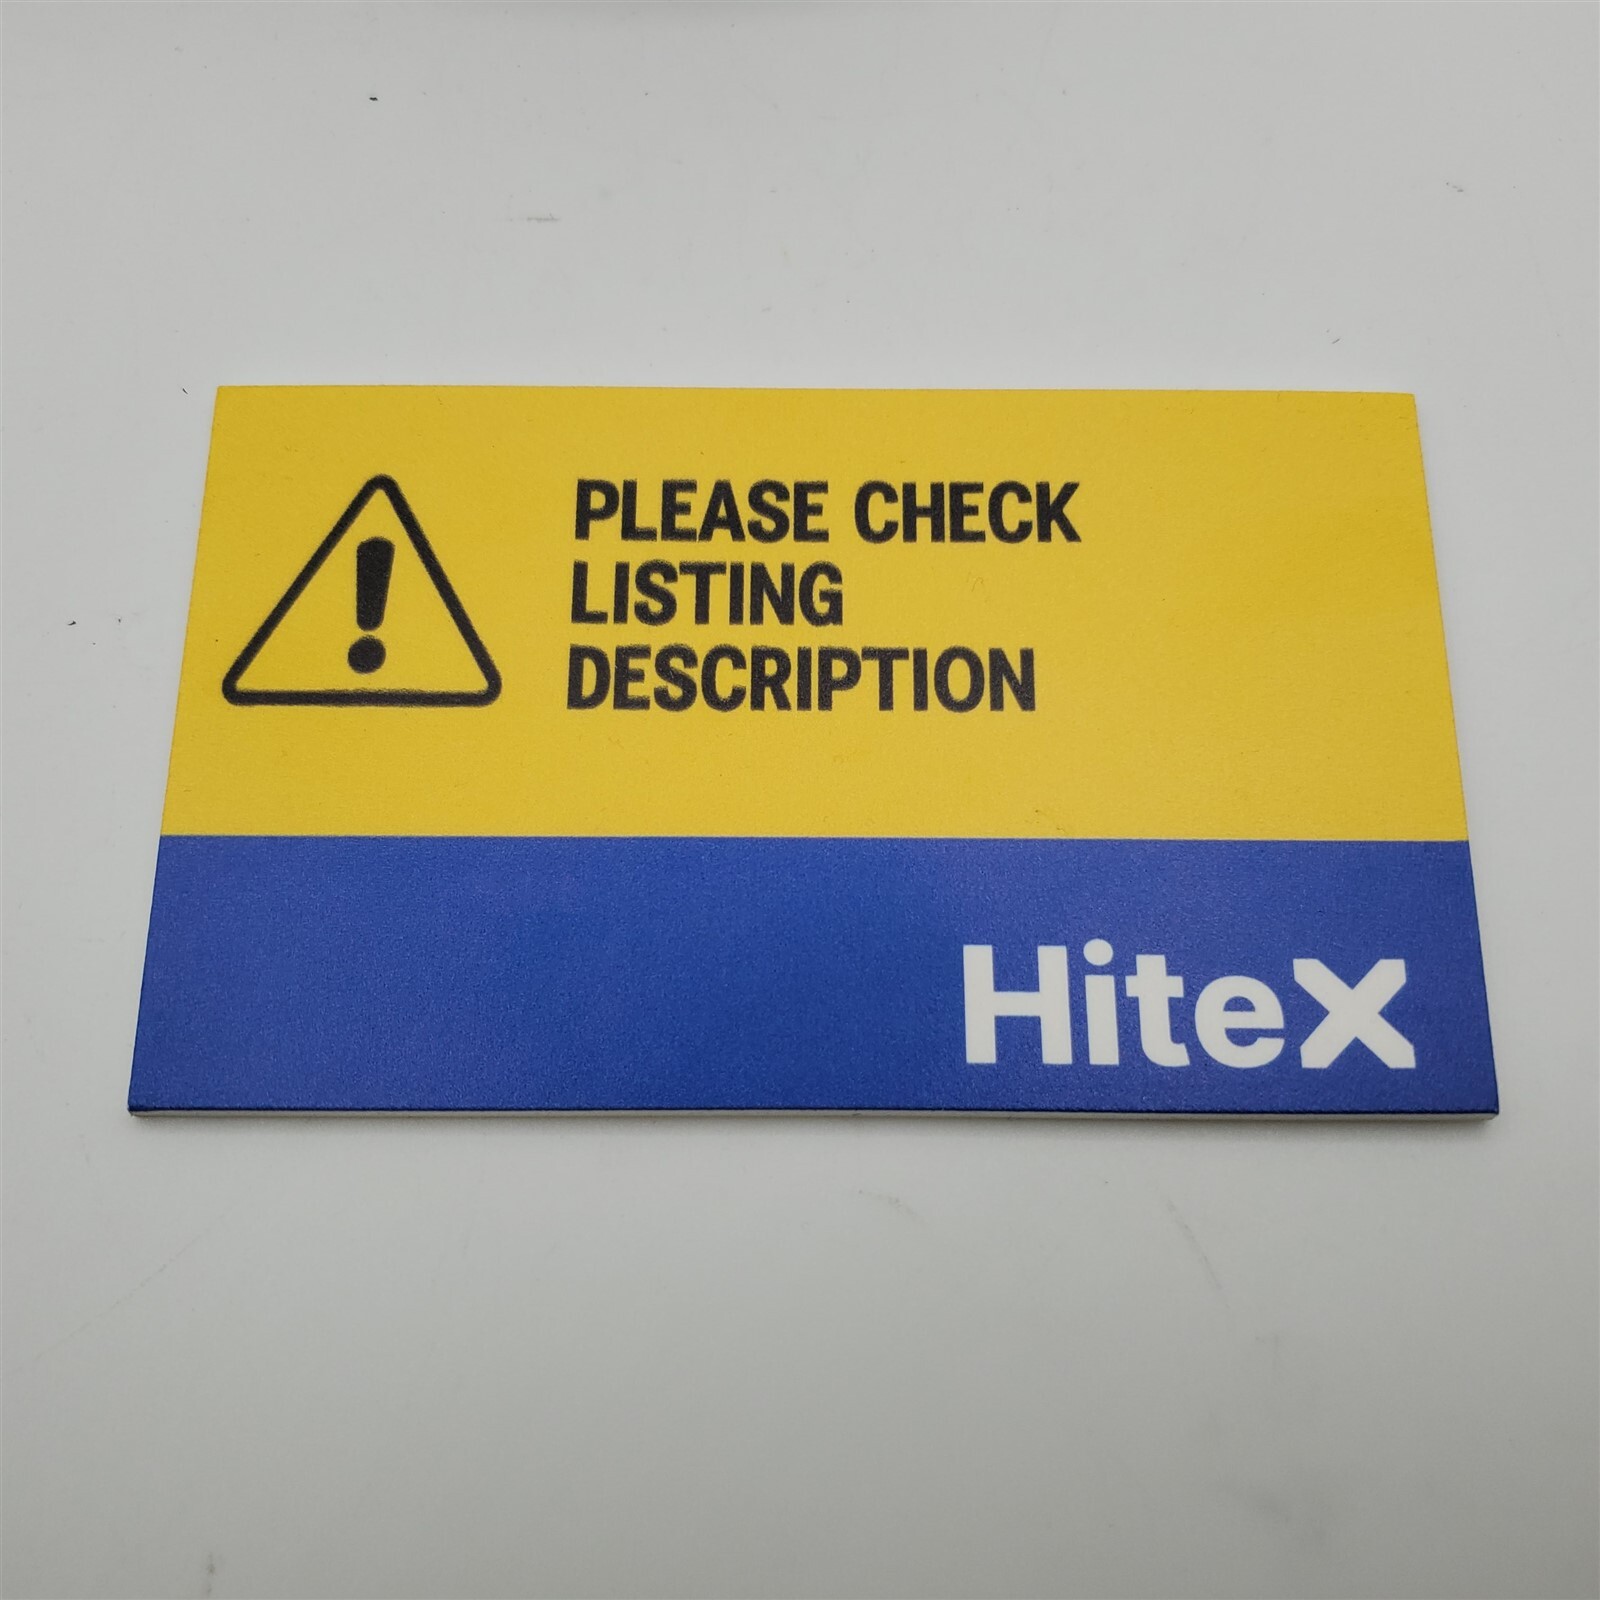 PLEASE CHECK
LISTING
DESCRIPTION
HiteX